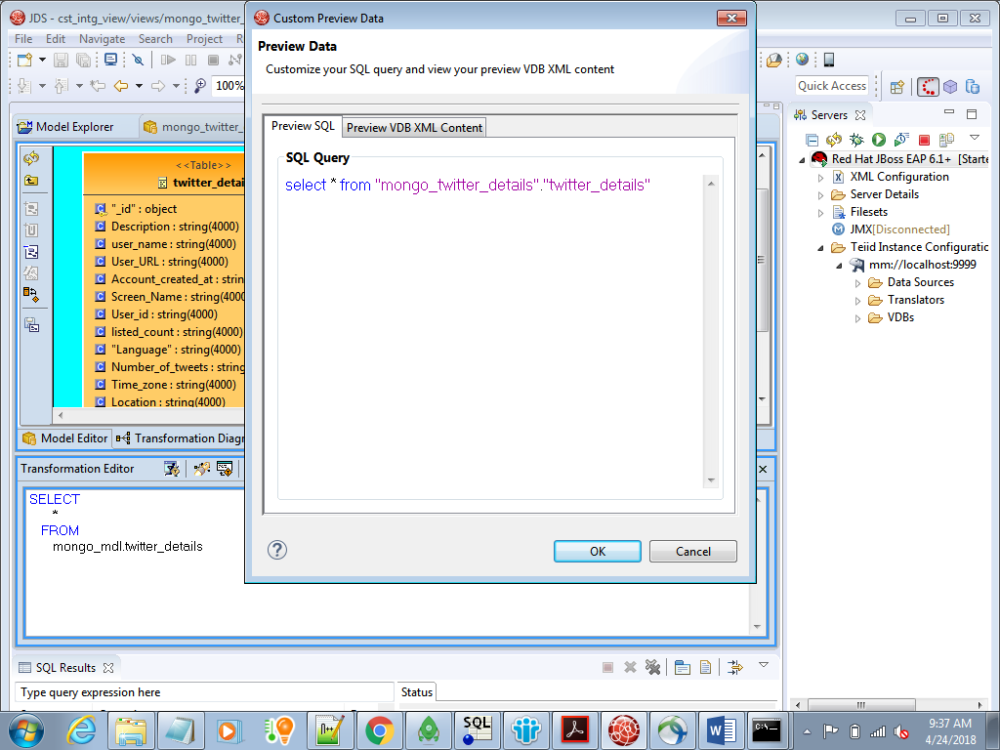 JDS - cst_intg_view/views/mongo_twitter_
File Edit Navigate Search Project R
100%
Quick Access
Model Explorer
mongo_twitter_
<<Table>>
twitter_detai
"_id" : object
Description : string(4000)
user_name : string(4000)
User_URL : string(4000)
Account_created_at : strin
Screen_Name : string(4000
User_id : string(4000)
listed_count : string(4000)
"Language" : string(4000)
Number_of_tweets : string
Time_zone : string(4000)
Location : string(4000)
Model Editor
Transformation Diagr
Transformation Editor
SELECT
*
FROM
mongo_mdl.twitter_details
SQL Results
Type query expression here
Status
Custom Preview Data
Preview Data
Customize your SQL query and view your preview VDB XML content
Preview SQL
Preview VDB XML Content
SQL Query
select * from "mongo_twitter_details"."twitter_details"
OK
Cancel
Servers
Red Hat JBoss EAP 6.1+ [Starte
XML Configuration
Server Details
Filesets
JMX[Disconnected]
Teiid Instance Configuratio
mm://localhost:9999
Data Sources
Translators
VDBs
SQL
9:37 AM
4/24/2018